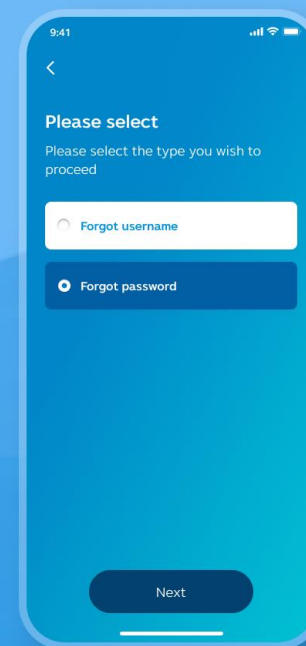 9:41
Please select
Please select the type you wish to
proceed
Forgot username
Forgot password
Next